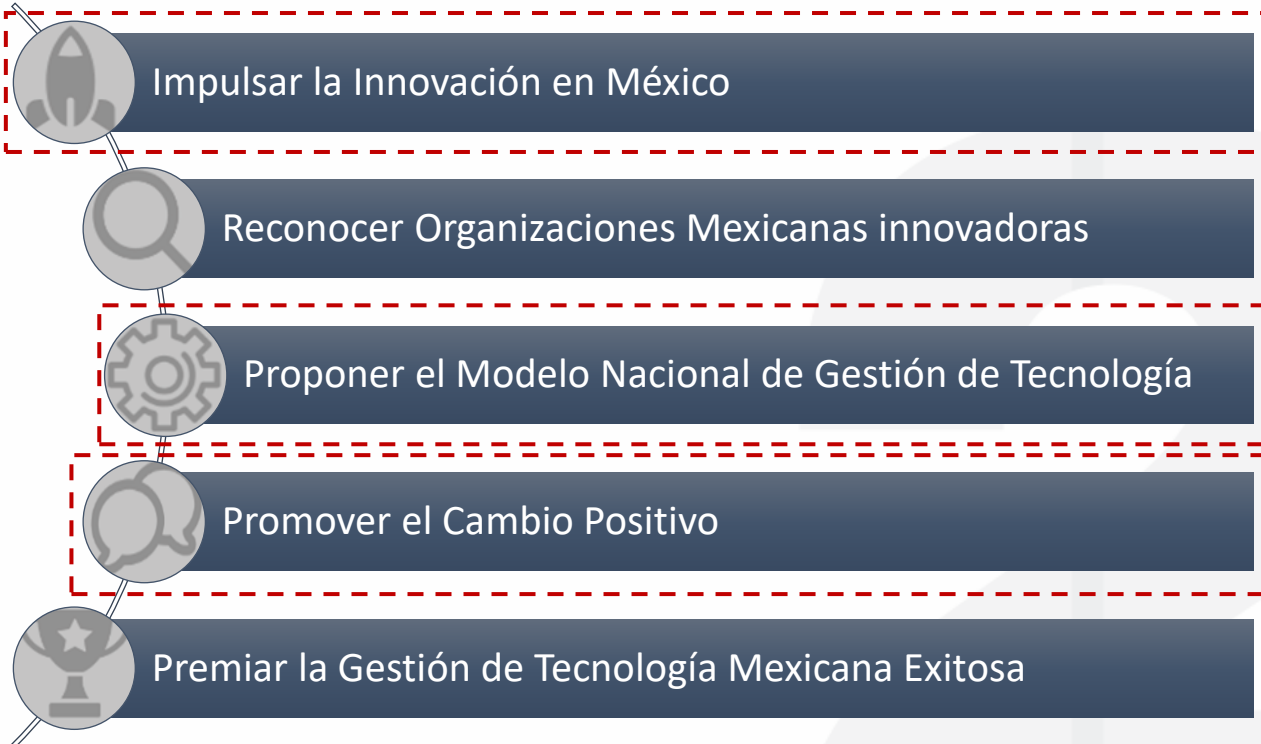 Impulsar la Innovación en México
Reconocer Organizaciones Mexicanas innovadoras
Proponer el Modelo Nacional de Gestión de Tecnología
Promover el Cambio Positivo
Premiar la Gestión de Tecnología Mexicana Exitosa